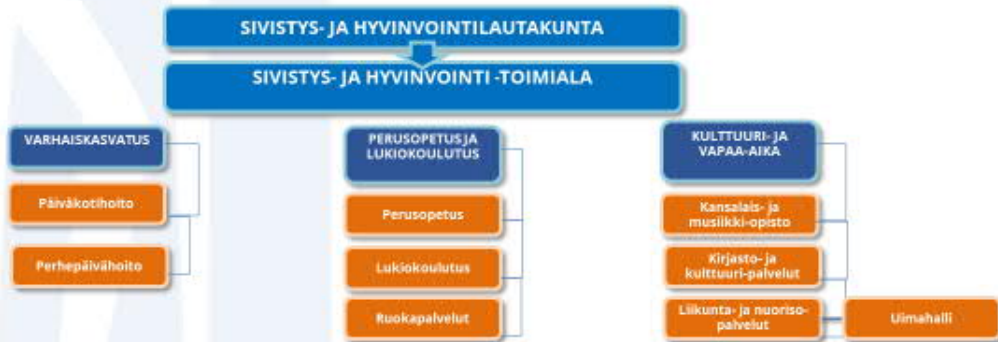 SIVISTYS- JA HYVINVOINTILAUTAKUNTA
SIVISTYS- JA HYVINVOINTI -TOIMIALA
VARHAISKASVATUS
Päiväkotihoito
Perhepäivähoito
PERUSOPETUS JA
LUKIOKOULUTUS
Perusopetus
Lukiokoulutus
Ruokapalvelut
KULTTUURI- JA
VAPAA-AIKA
Kansalais- ja
musiikki-opisto
Kirjasto- ja
kulttuuri-palvelut
Liikunta- ja nuoriso-
palvelut
Uimahalli